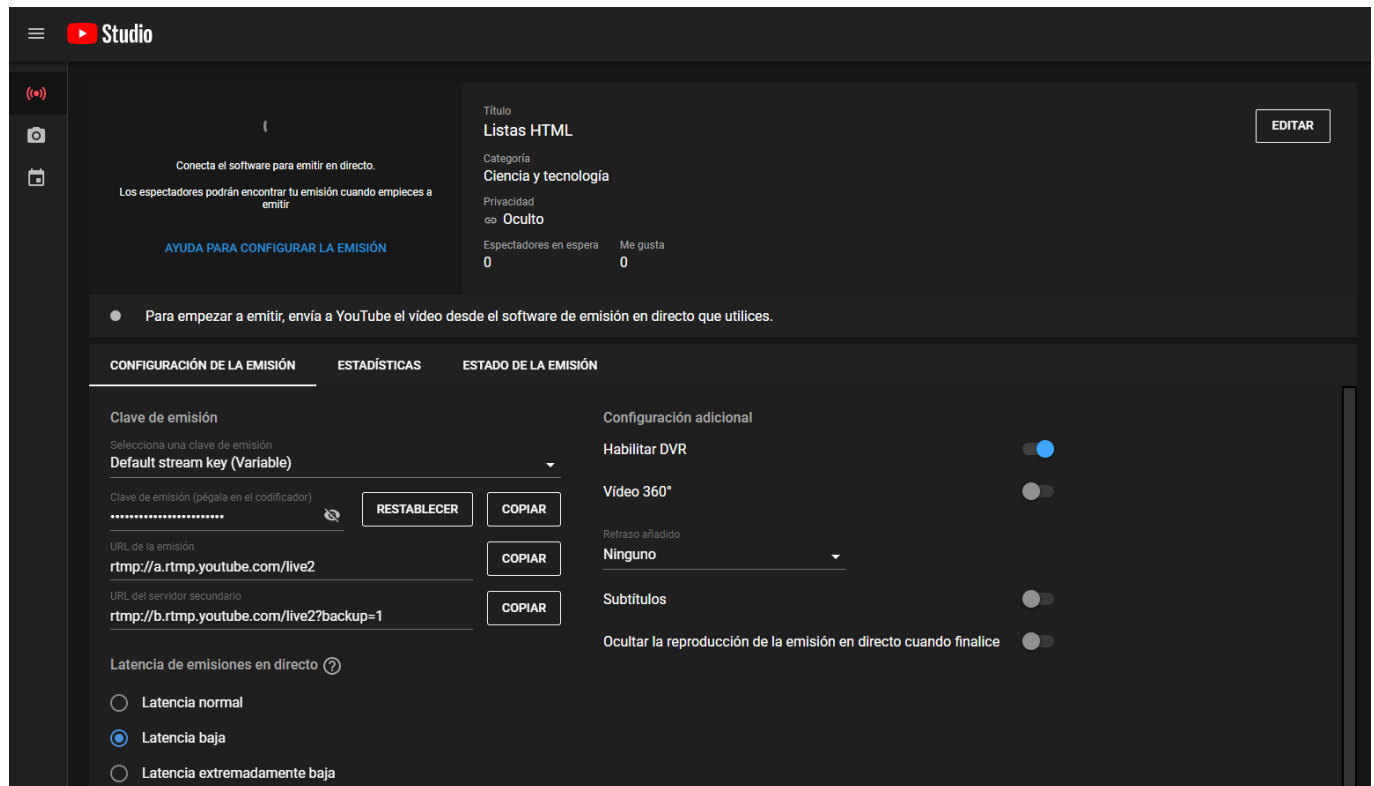 Studio
Conecta el software para emitir en directo.
Los espectadores podrán encontrar tu emisión cuando empieces a
emitir
AYUDA PARA CONFIGURAR LA EMISIÓN
Título
Listas HTML
EDITAR
Categoría
Ciencia y tecnología
Privacidad
Oculto
Espectadores en espera Me gusta
0 0
Para empezar a emitir, envía a YouTube el vídeo desde el software de emisión en directo que utilices.
CONFIGURACIÓN DE LA EMISIÓN ESTADÍSTICAS ESTADO DE LA EMISIÓN
Clave de emisión
Selecciona una clave de emisión
Default stream key (Variable)
Clave de emisión (pégala en el codificador)
•••••••••••••••••••••••• RESTABLECER COPIAR
URL de la emisión
rtmp://a.rtmp.youtube.com/live2 COPIAR
URL del servidor secundario
rtmp://b.rtmp.youtube.com/live2?backup=1 COPIAR
Latencia de emisiones en directo ?
Latencia normal
Latencia baja
Latencia extremadamente baja
Configuración adicional
Habilitar DVR
Vídeo 360°
Retraso añadido
Ninguno
Subtítulos
Ocultar la reproducción de la emisión en directo cuando finalice